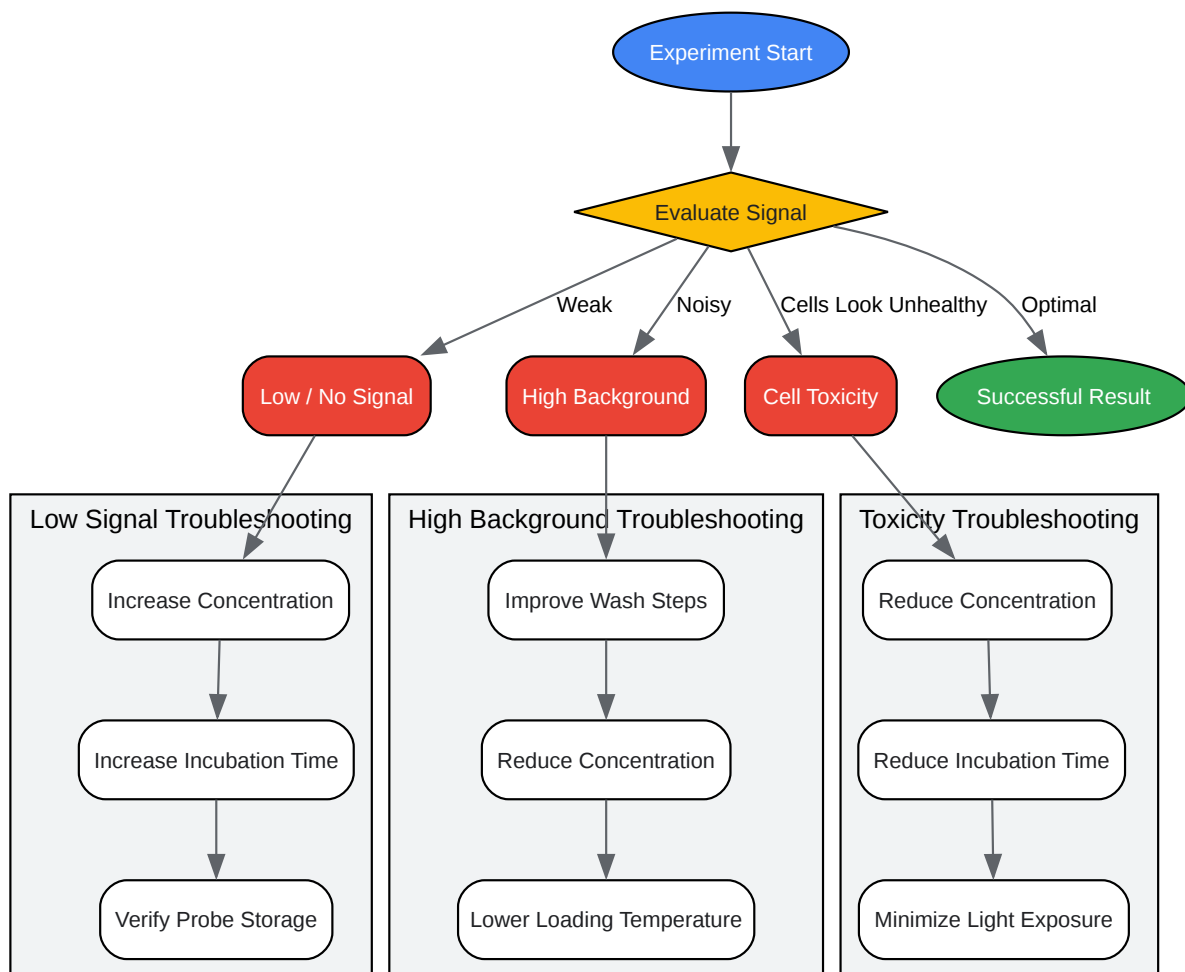 Experiment Start
Evaluate Signal
Weak
Noisy
Cells Look Unhealthy
Optimal
Low / No Signal
High Background
Cell Toxicity
Successful Result
Low Signal Troubleshooting
High Background Troubleshooting
Toxicity Troubleshooting
Increase Concentration
Improve Wash Steps
Reduce Concentration
Increase Incubation Time
Reduce Concentration
Reduce Incubation Time
Verify Probe Storage
Lower Loading Temperature
Minimize Light Exposure